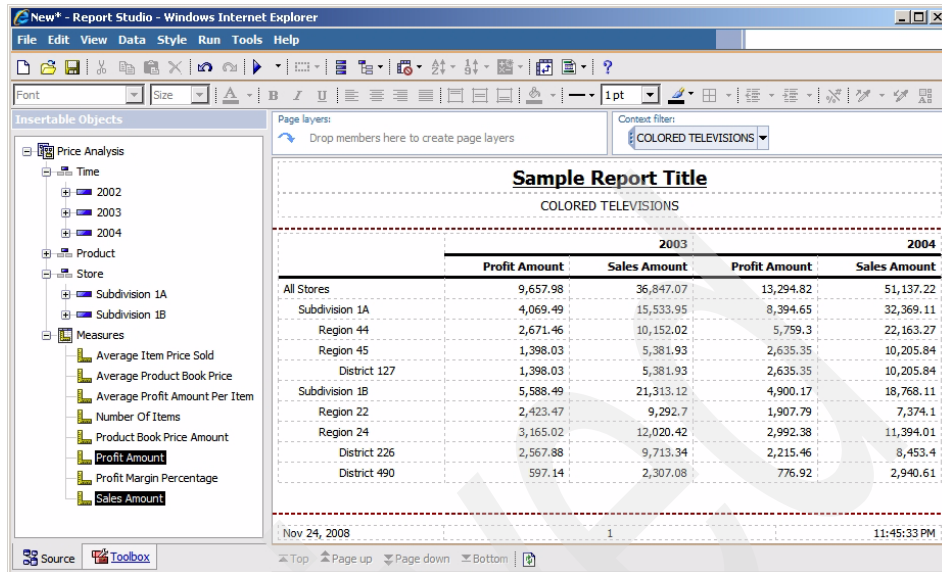 New* - Report Studio - Windows Internet Explorer
File Edit View Data Style Run Tools Help
Font Size A B I U 1pt
Insertable Objects
Price Analysis
Time
2002
2003
2004
Product
Store
Subdivision 1A
Subdivision 1B
Measures
Average Item Price Sold
Average Product Book Price
Average Profit Amount Per Item
Number Of Items
Product Book Price Amount
Profit Amount
Profit Margin Percentage
Sales Amount
Source Toolbox
Page layers:
Drop members here to create page layers
Context filter:
COLORED TELEVISIONS
Sample Report Title
COLORED TELEVISIONS
2003 2004
Profit Amount Sales Amount Profit Amount Sales Amount
All Stores 9,657.98 36,847.07 13,294.82 51,137.22
Subdivision 1A 4,069.49 15,533.95 8,394.65 32,369.11
Region 44 2,671.46 10,152.02 5,759.3 22,163.27
Region 45 1,398.03 5,381.93 2,635.35 10,205.84
District 127 1,398.03 5,381.93 2,635.35 10,205.84
Subdivision 1B 5,588.49 21,313.12 4,900.17 18,768.11
Region 22 2,423.47 9,292.7 1,907.79 7,374.1
Region 24 3,165.02 12,020.42 2,992.38 11,394.01
District 226 2,567.88 9,713.34 2,215.46 8,453.4
District 490 597.14 2,307.08 776.92 2,940.61
Nov 24, 2008 1 11:45:33 PM
Top Page up Page down Bottom